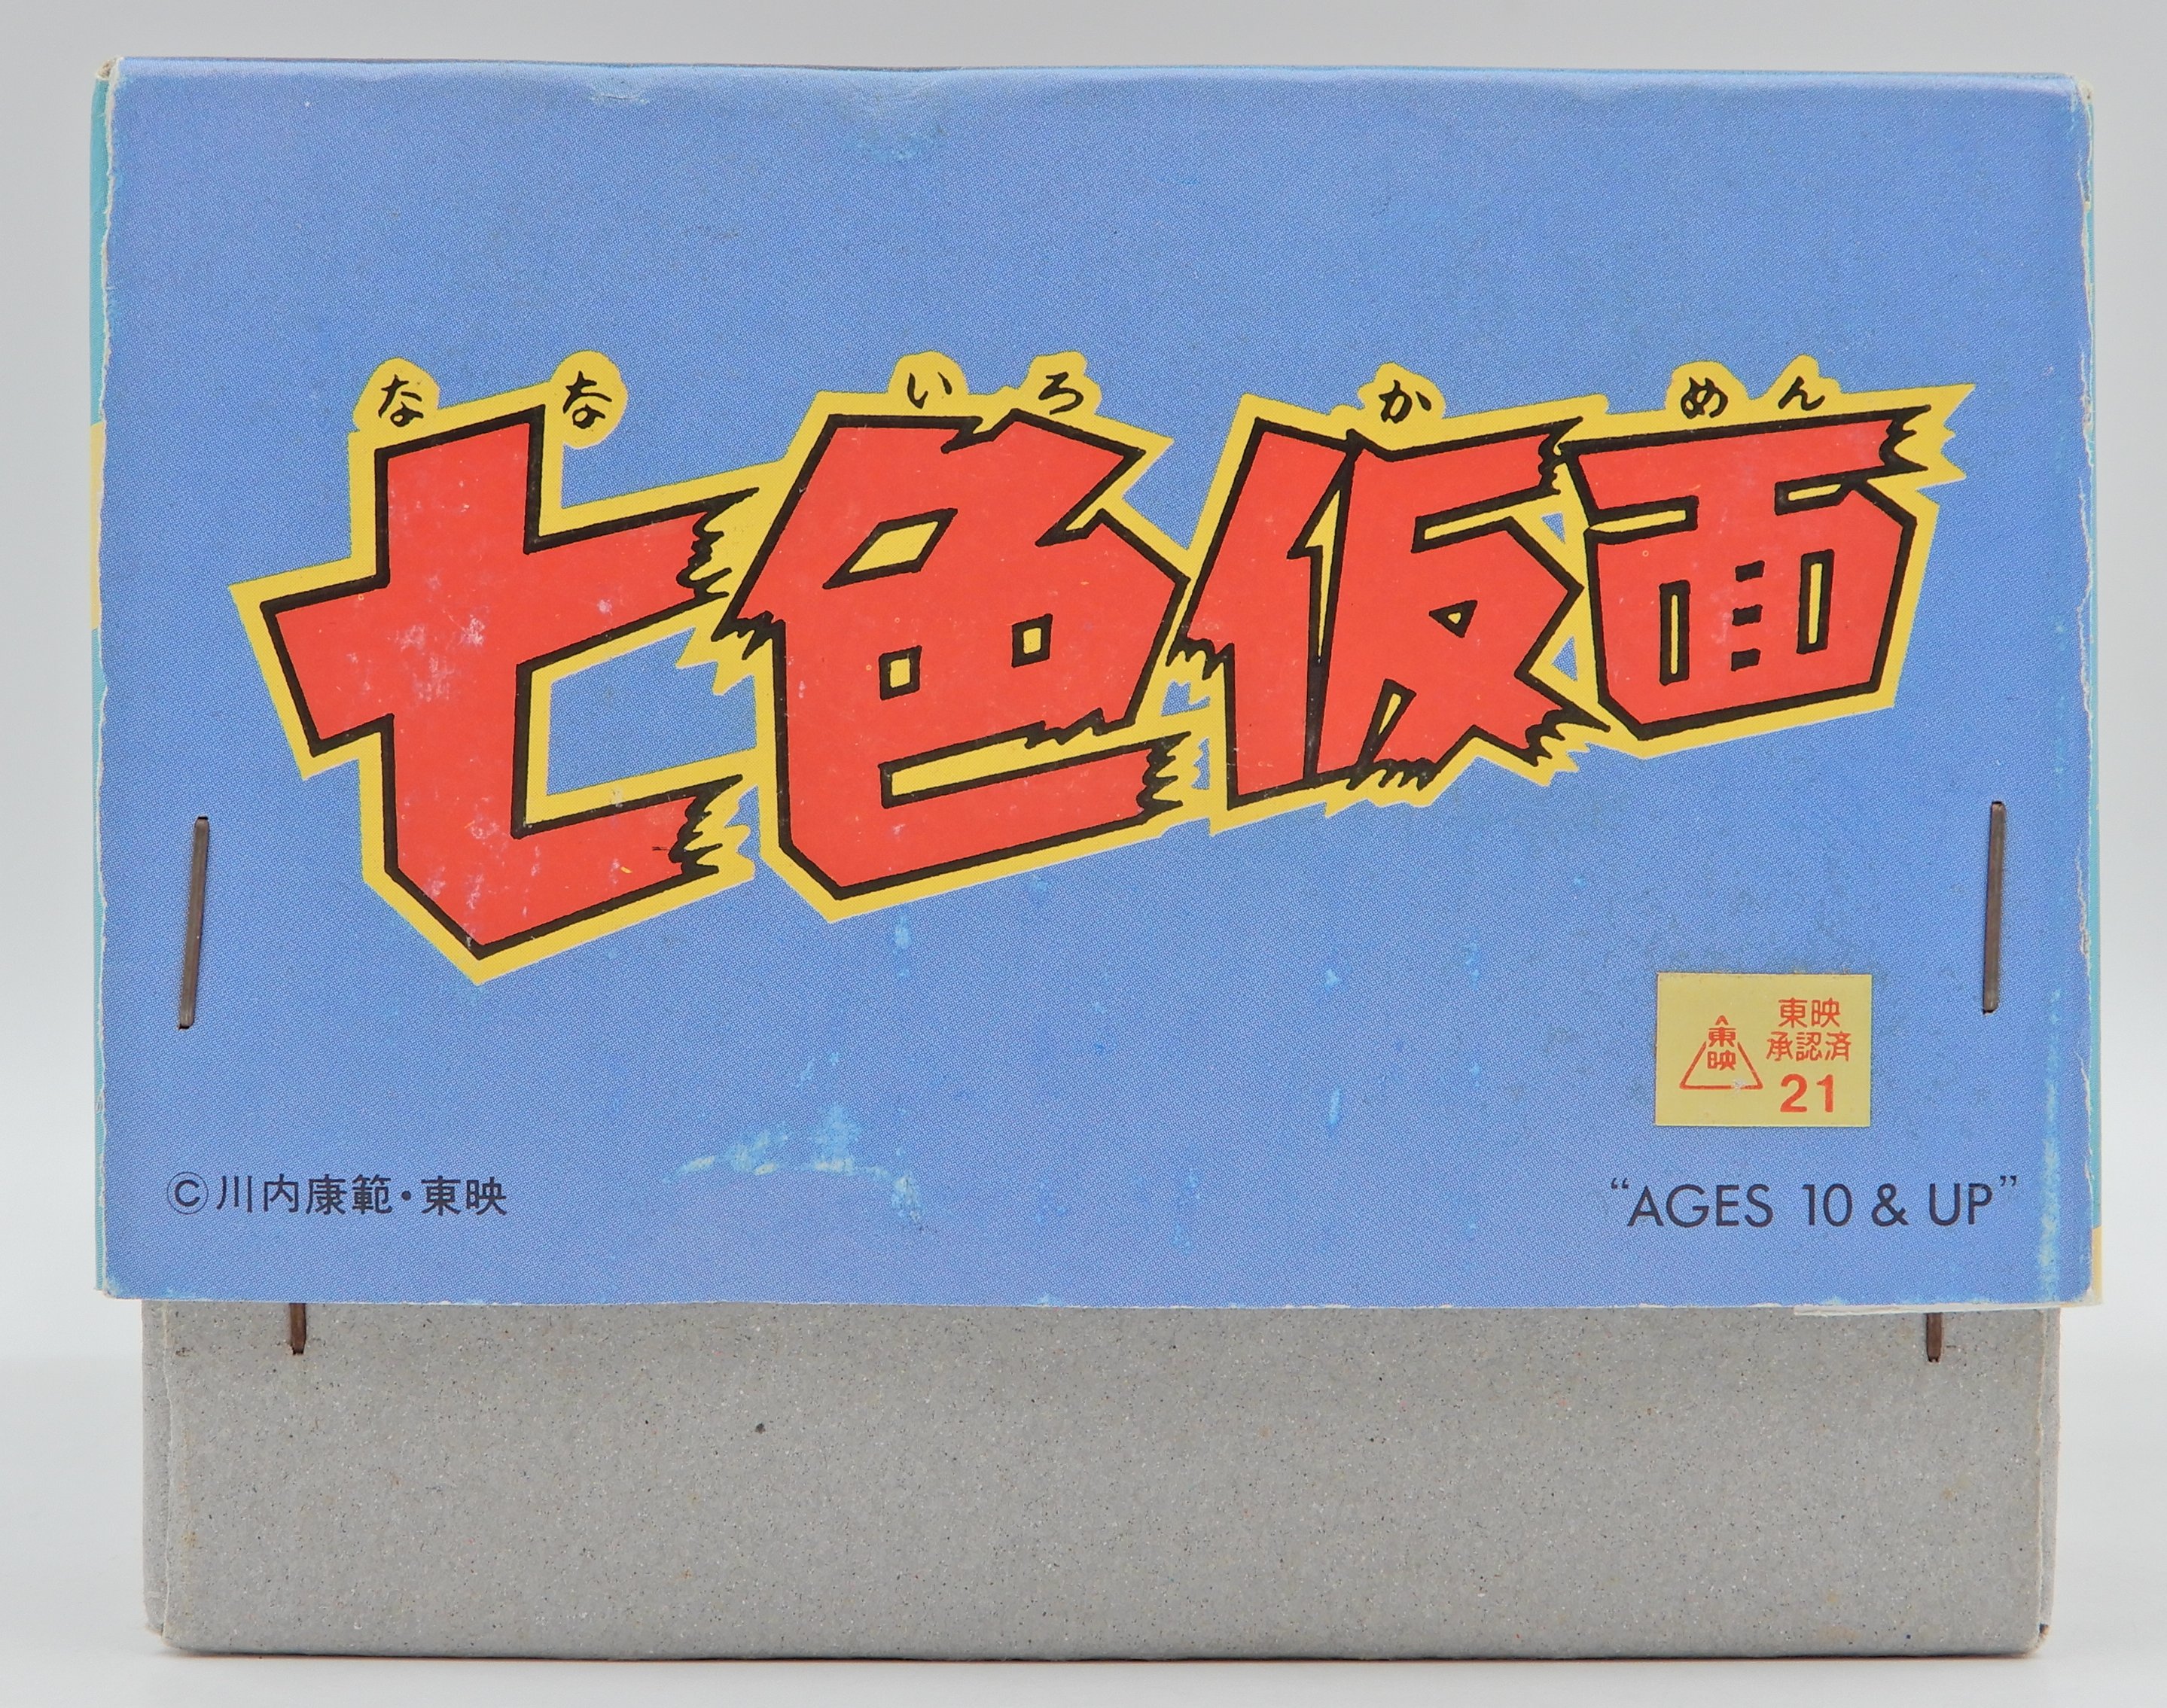 なな いろ か めん
七色仮面
東映
東映
承認済
21
©川内康範・東映
“AGES 10 & UP”